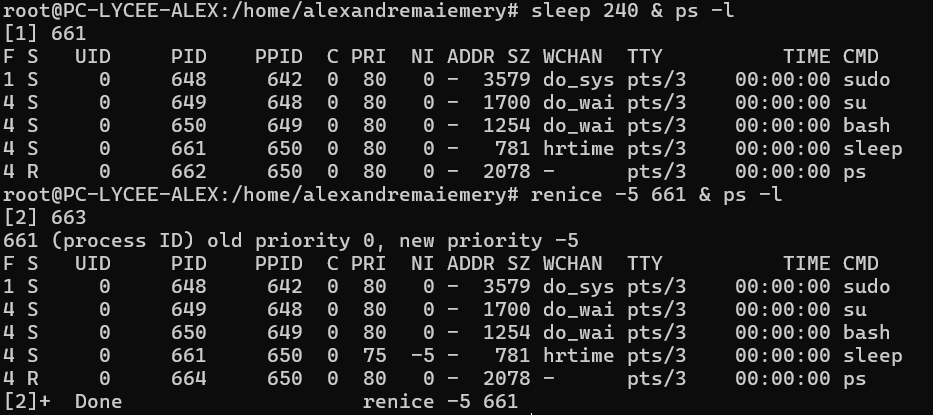 root@PC-LYCEE-ALEX:/home/alexandremaiemery# sleep 240 & ps -l
[1] 661
F S   UID     PID    PPID  C PRI  NI ADDR SZ WCHAN  TTY          TIME CMD
1 S     0     648     642  0  80   0 -  3579 do_sys pts/3    00:00:00 sudo
4 S     0     649     648  0  80   0 -  1700 do_wai pts/3    00:00:00 su
4 S     0     650     649  0  80   0 -  1254 do_wai pts/3    00:00:00 bash
4 S     0     661     650  0  80   0 -   781 hrtime pts/3    00:00:00 sleep
4 R     0     662     650  0  80   0 -  2078 -      pts/3    00:00:00 ps
root@PC-LYCEE-ALEX:/home/alexandremaiemery# renice -5 661 & ps -l
[2] 663
661 (process ID) old priority 0, new priority -5
F S   UID     PID    PPID  C PRI  NI ADDR SZ WCHAN  TTY          TIME CMD
1 S     0     648     642  0  80   0 -  3579 do_sys pts/3    00:00:00 sudo
4 S     0     649     648  0  80   0 -  1700 do_wai pts/3    00:00:00 su
4 S     0     650     649  0  80   0 -  1254 do_wai pts/3    00:00:00 bash
4 S     0     661     650  0  75  -5 -   781 hrtime pts/3    00:00:00 sleep
4 R     0     664     650  0  80   0 -  2078 -      pts/3    00:00:00 ps
[2]+  Done                    renice -5 661